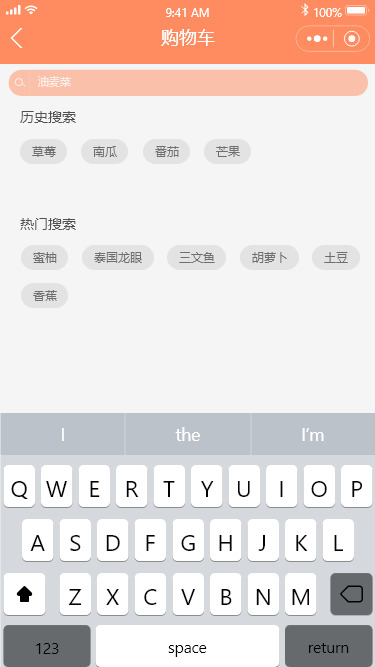 9:41 AM 100%
购物车
油麦菜
历史搜索
草莓 南瓜 番茄 芒果
热门搜索
蜜柚 泰国龙眼 三文鱼 胡萝卜 土豆
香蕉
I the I'm
Q W E R T Y U I O P
A S D F G H J K L
Z X C V B N M
123 space return